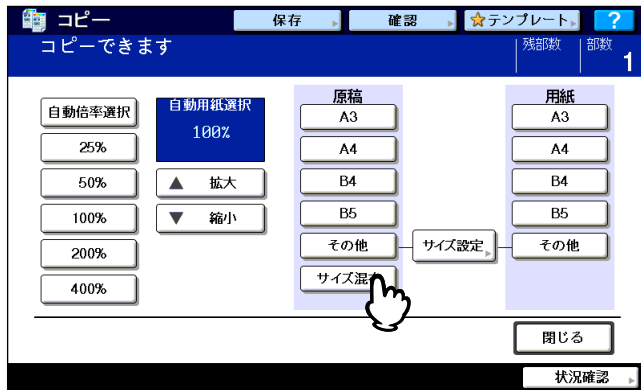 コピー
保存
確認
テンプレート
?
コピーできます
残部数
部数
1
自動倍率選択
25%
50%
100%
200%
400%
自動用紙選択
100%
▲ 拡大
▼ 縮小
原稿
A3
A4
B4
B5
その他
サイズ混
サイズ設定
用紙
A3
A4
B4
B5
その他
閉じる
状況確認